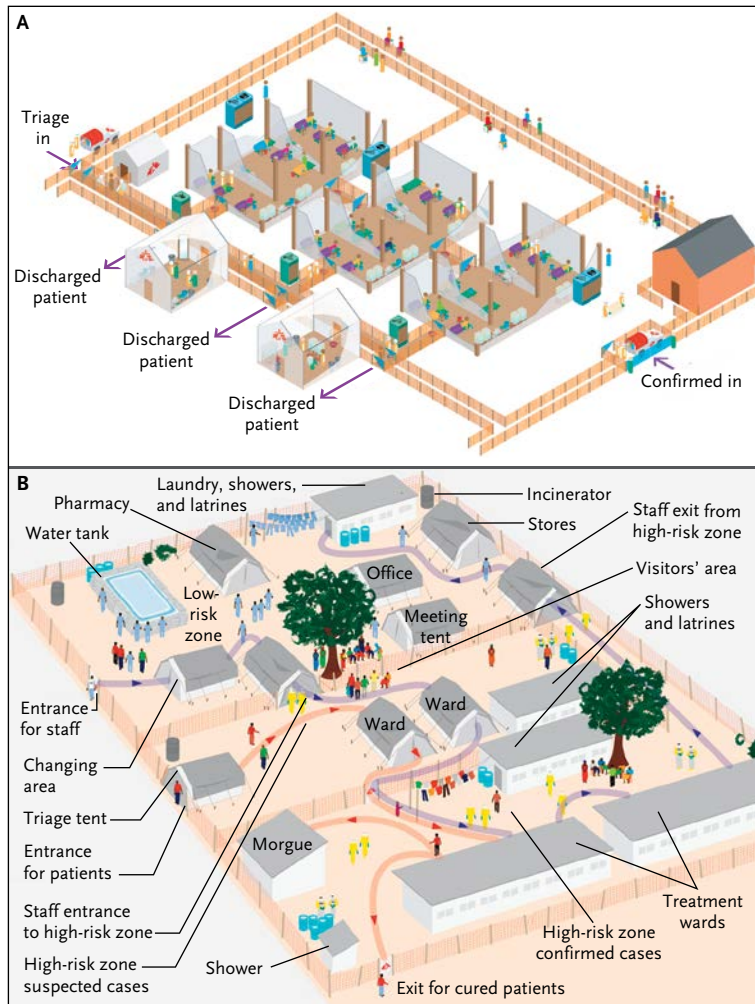 A
Triage
in
Discharged
patient
Discharged
patient
Discharged
patient
Confirmed in
B
Laundry, showers,
and latrines
Pharmacy
Water tank
Incinerator
Stores
Staff exit from
high-risk zone
Visitors' area
Showers
and latrines
Office
Low-
risk zone
Meeting
tent
Entrance
for staff
Ward
Ward
Changing
area
Triage tent
Entrance
for patients
Morgue
Staff entrance
to high-risk zone
High-risk zone
suspected cases
Shower
Exit for cured patients
High-risk zone
confirmed cases
Treatment
wards